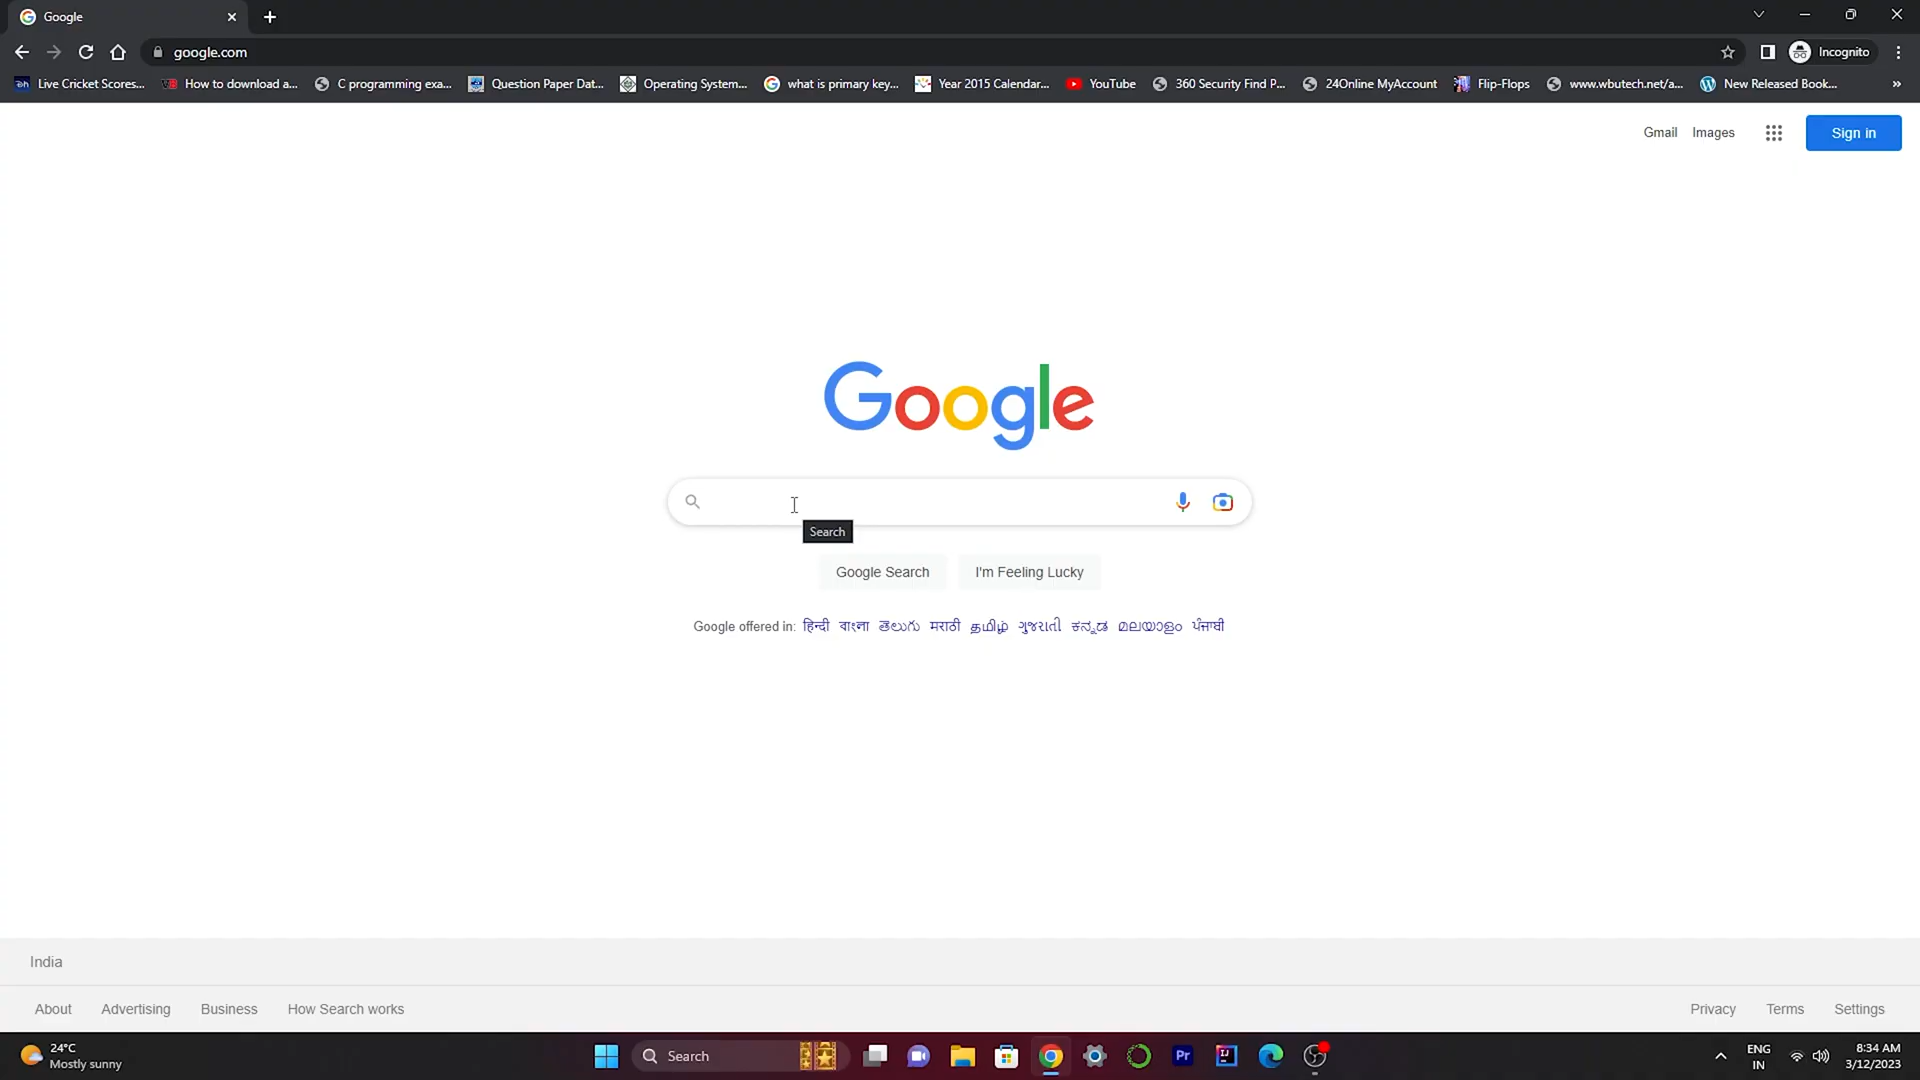 Google
google.com
Incognito
Live Cricket Scores...
How to download a...
C programming exa...
Question Paper Dat...
Operating System...
what is primary key...
Year 2015 Calendar...
YouTube
360 Security Find P...
24Online MyAccount
Flip-Flops
www.wbutech.net/a...
New Released Book...
»
Gmail
Images
Sign in
Google
Search
Google Search
I'm Feeling Lucky
Google offered in: हिन्दी বাংলা తెలుగు मराठी தமிழ் ગુજરાતી ಕನ್ನಡ മലയാളം ਪੰਜਾਬੀ
India
About
Advertising
Business
How Search works
Privacy
Terms
Settings
24°C
Mostly sunny
Search
Pr
IJ
ENG
IN
8:34 AM
3/12/2023